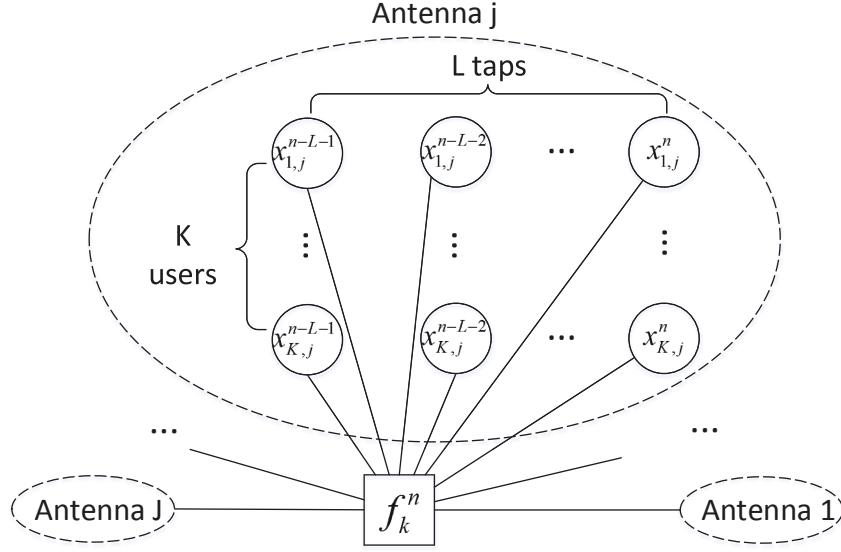 Antenna j
L taps
x_{1,j}^{n-L-1} x_{1,j}^{n-L-2} ... x_{1,j}^{n}
K
users
x_{K,j}^{n-L-1} x_{K,j}^{n-L-2} ... x_{K,j}^{n}
... ...
Antenna J f_k^n Antenna 1